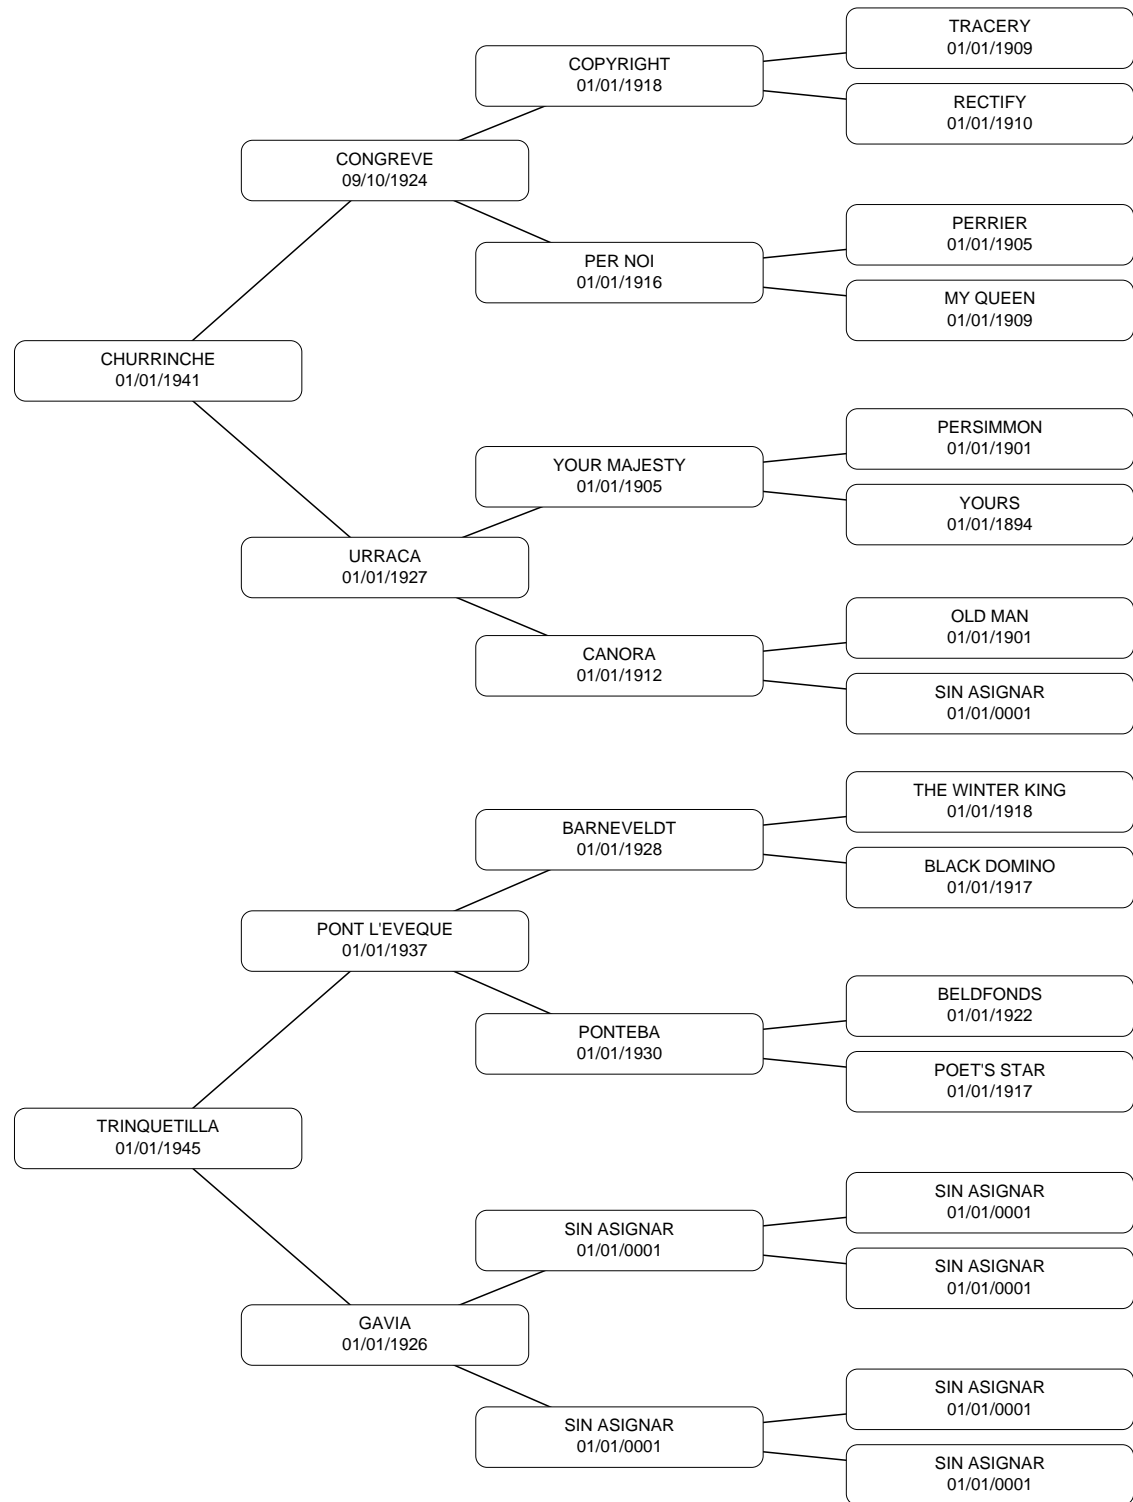 TRACERY
01/01/1909
COPYRIGHT
01/01/1918
RECTIFY
01/01/1910
CONGREVE
09/10/1924
PERRIER
01/01/1905
PER NOI
01/01/1916
MY QUEEN
01/01/1909
CHURRINCHE
01/01/1941
PERSIMMON
01/01/1901
YOUR MAJESTY
01/01/1905
YOURS
01/01/1894
URRACA
01/01/1927
OLD MAN
01/01/1901
CANORA
01/01/1912
SIN ASIGNAR
01/01/0001
THE WINTER KING
01/01/1918
BARNEVELDT
01/01/1928
BLACK DOMINO
01/01/1917
PONT L'EVEQUE
01/01/1937
BELDFONDS
01/01/1922
PONTEBA
01/01/1930
POET'S STAR
01/01/1917
TRINQUETILLA
01/01/1945
SIN ASIGNAR
01/01/0001
SIN ASIGNAR
01/01/0001
SIN ASIGNAR
01/01/0001
GAVIA
01/01/1926
SIN ASIGNAR
01/01/0001
SIN ASIGNAR
01/01/0001
SIN ASIGNAR
01/01/0001